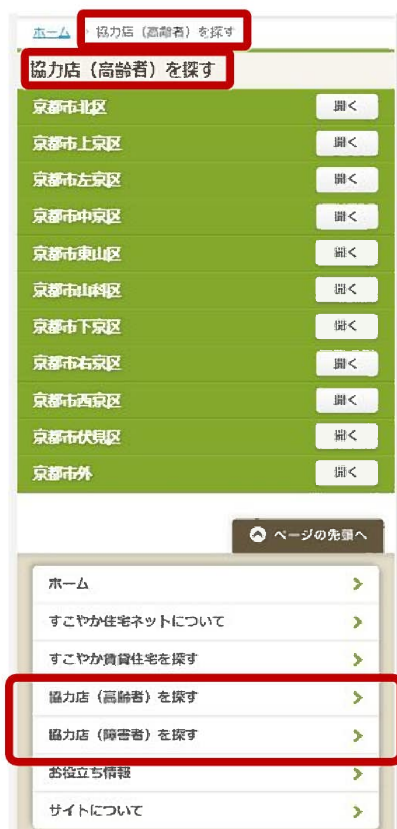 ホーム › 協力店（高齢者）を探す
協力店（高齢者）を探す
京都市北区 開く
京都市上京区 開く
京都市左京区 開く
京都市中京区 開く
京都市東山区 開く
京都市山科区 開く
京都市下京区 開く
京都市右京区 開く
京都市西京区 開く
京都市伏見区 開く
京都市外 開く
ページの先頭へ
ホーム
すこやか住宅ネットについて
すこやか賃貸住宅を探す
協力店（高齢者）を探す
協力店（障害者）を探す
お役立ち情報
サイトについて